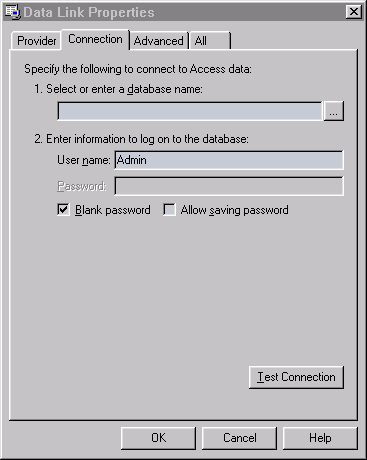 Data Link Properties
Provider Connection Advanced All
Specify the following to connect to Access data:
1. Select or enter a database name:
...
2. Enter information to log on to the database:
User name: Admin
Password:
Blank password Allow saving password
Test Connection
OK Cancel Help